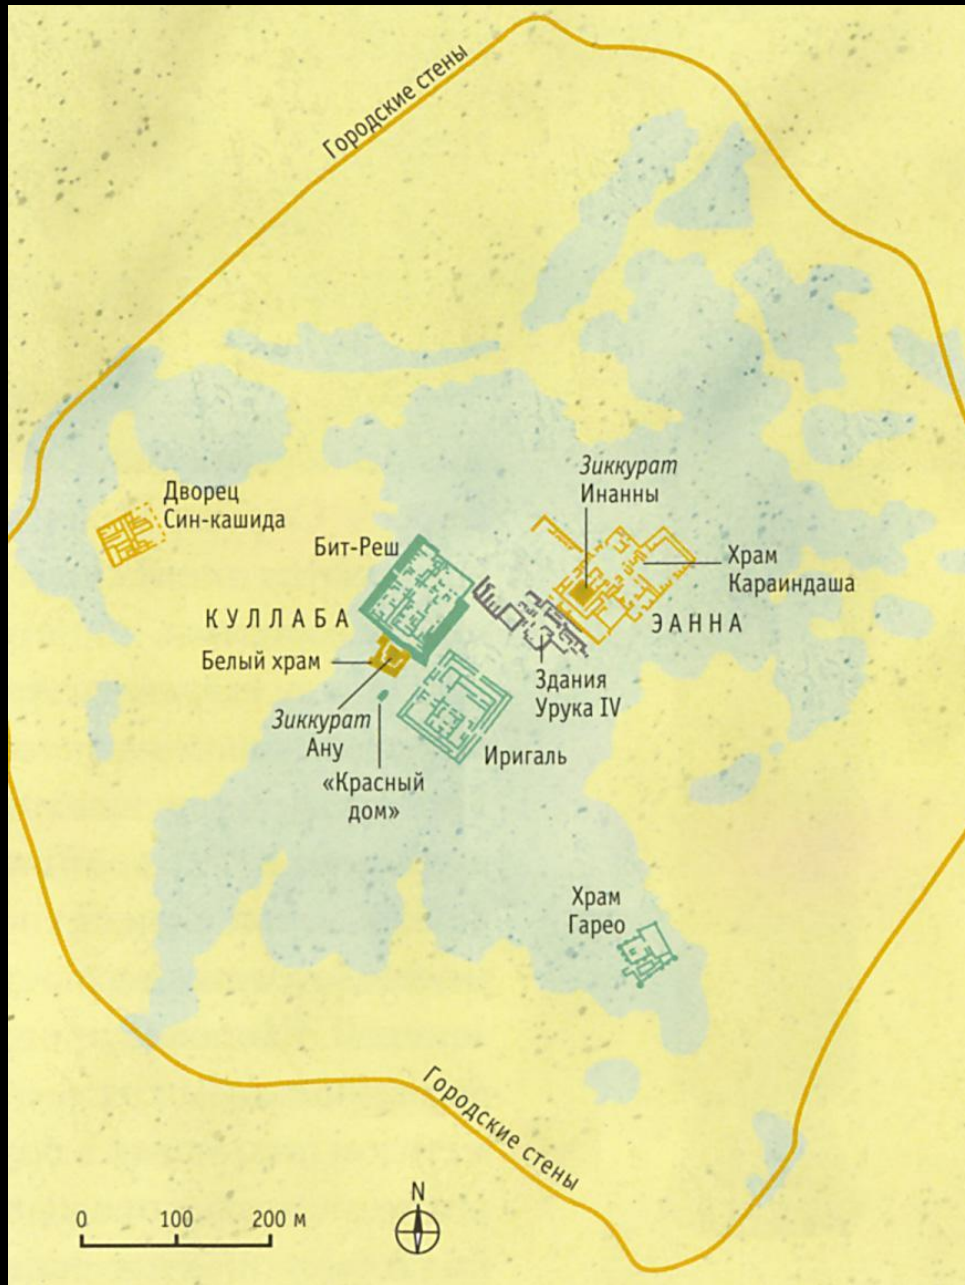 Городские стены
Зиккурат
Инанны
Дворец
Син-кашида
Бит-Реш
Храм
Караиндаша
КУЛЛАБА
ЭАННА
Белый храм
Здания
Урука IV
Зиккурат
Ану
Иригаль
«Красный
дом»
Храм
Гарео
Городские стены
N
0 100 200 м